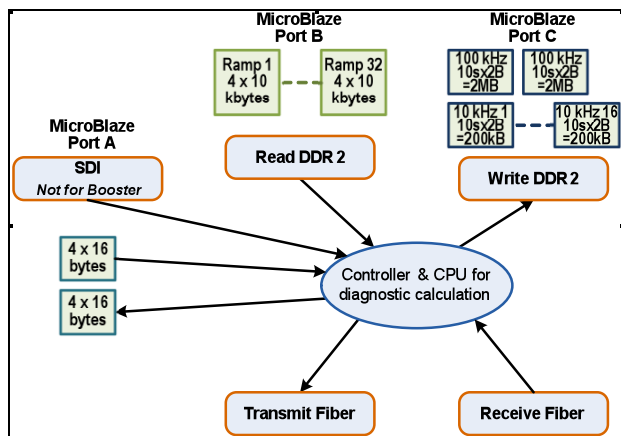 MicroBlaze
Port B
MicroBlaze
Port C
Ramp 1
4 x 10
kbytes
Ramp 32
4 x 10
kbytes
100 kHz
10sx2B
=2MB
100 kHz
10sx2B
=2MB
10 kHz 1
10sx2B
=200kB
10 kHz 16
10sx2B
=200kB
MicroBlaze
Port A
SDI
Not for Booster
Read DDR 2
Write DDR 2
4 x 16
bytes
4 x 16
bytes
Controller & CPU for
diagnostic calculation
Transmit Fiber
Receive Fiber